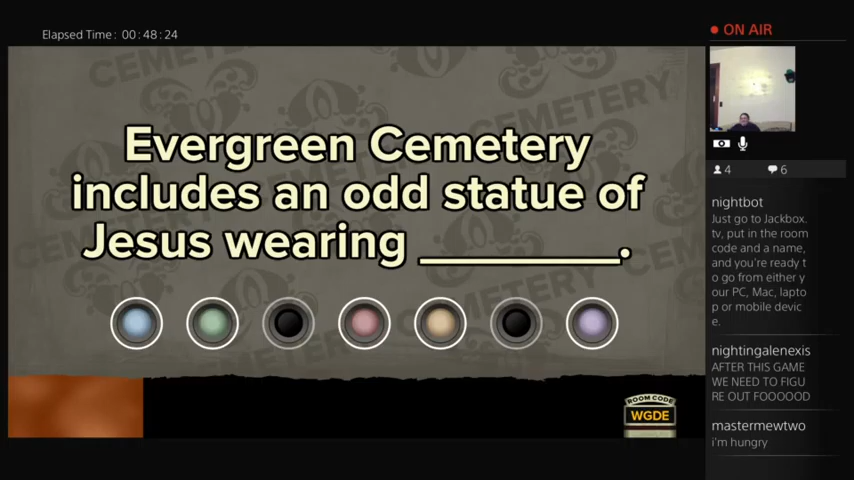 Elapsed Time: 00:48:24
ON AIR
CEMETERY
CEMETERY
Evergreen Cemetery
includes an odd statue of
Jesus wearing ________.
ROOM CODE
WGDE
4
6
nightbot
Just go to Jackbox.
tv, put in the room
code and a name,
and you're ready t
o go from either y
our PC, Mac, lapto
p or mobile devic
e.
nightingalenexis
AFTER THIS GAME
WE NEED TO FIGU
RE OUT FOOOOOD
mastermewtwo
i'm hungry